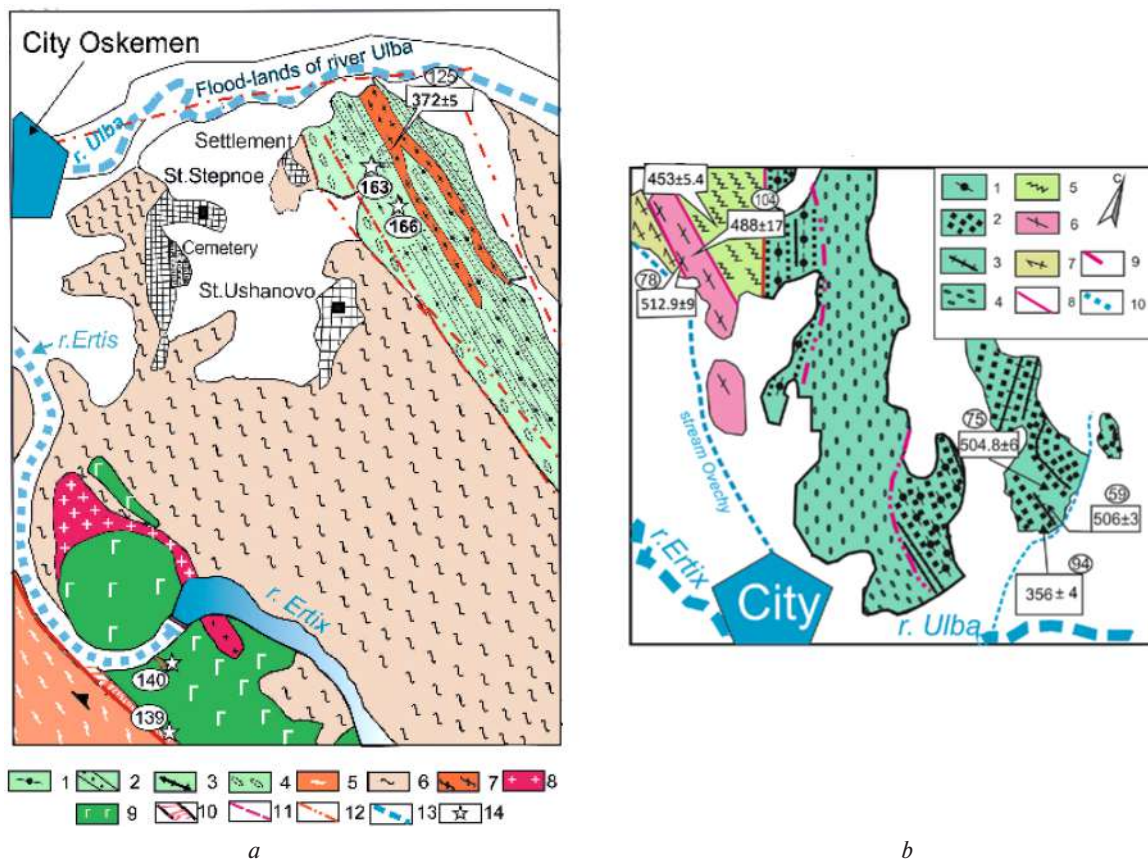 City Oskemen
Flood-lands of river Ulba
125
372±5
r. Ulba
Settlement
St.Stepnoe
163
166
Cemetery
St.Ushanovo
r.Ertis
r. Ertix
140
139
Г Г Г Г Г Г
Г Г Г Г Г Г Г
1 2 3 4 5 6 7 8
Г Г 9 10 11 12 13 14
a
453±5.4
104
488±17
78
512.9±9
1 5 C
2 6
3 7 9
4 8 10
75
504.8±6
59
506±3
94
356±4
stream Ovechy
r.Ertix
City
r. Ulba
b